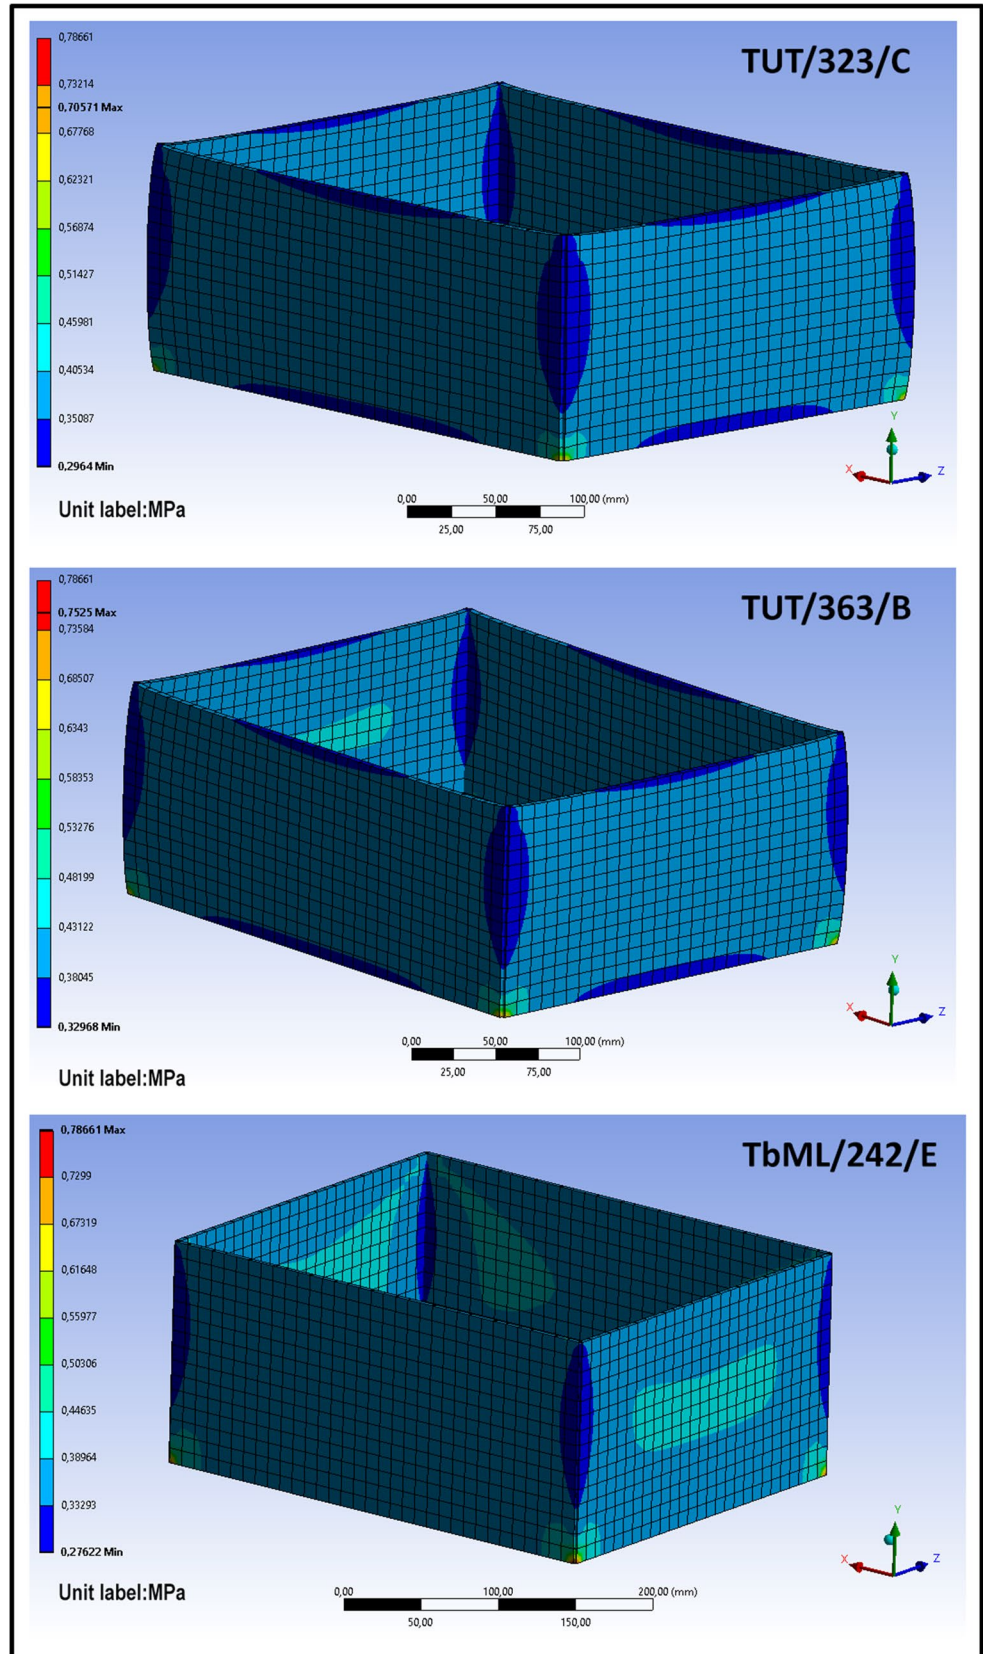 TUT/323/C
0,78661
0,73214
0,70571 Max
0,67768
0,62321
0,56874
0,51427
0,45981
0,40534
0,35087
0,2964 Min
Unit label:MPa
0,00 50,00 100,00 (mm)
25,00 75,00
Y
X Z
TUT/363/B
0,78661
0,7525 Max
0,73584
0,68507
0,6343
0,58353
0,53276
0,48199
0,43122
0,38045
0,32968 Min
Unit label:MPa
0,00 50,00 100,00 (mm)
25,00 75,00
Y
X Z
TbML/242/E
0,78661 Max
0,7299
0,67319
0,61648
0,55977
0,50306
0,44635
0,38964
0,33293
0,27622 Min
Unit label:MPa
0,00 100,00 200,00 (mm)
50,00 150,00
Y
X Z